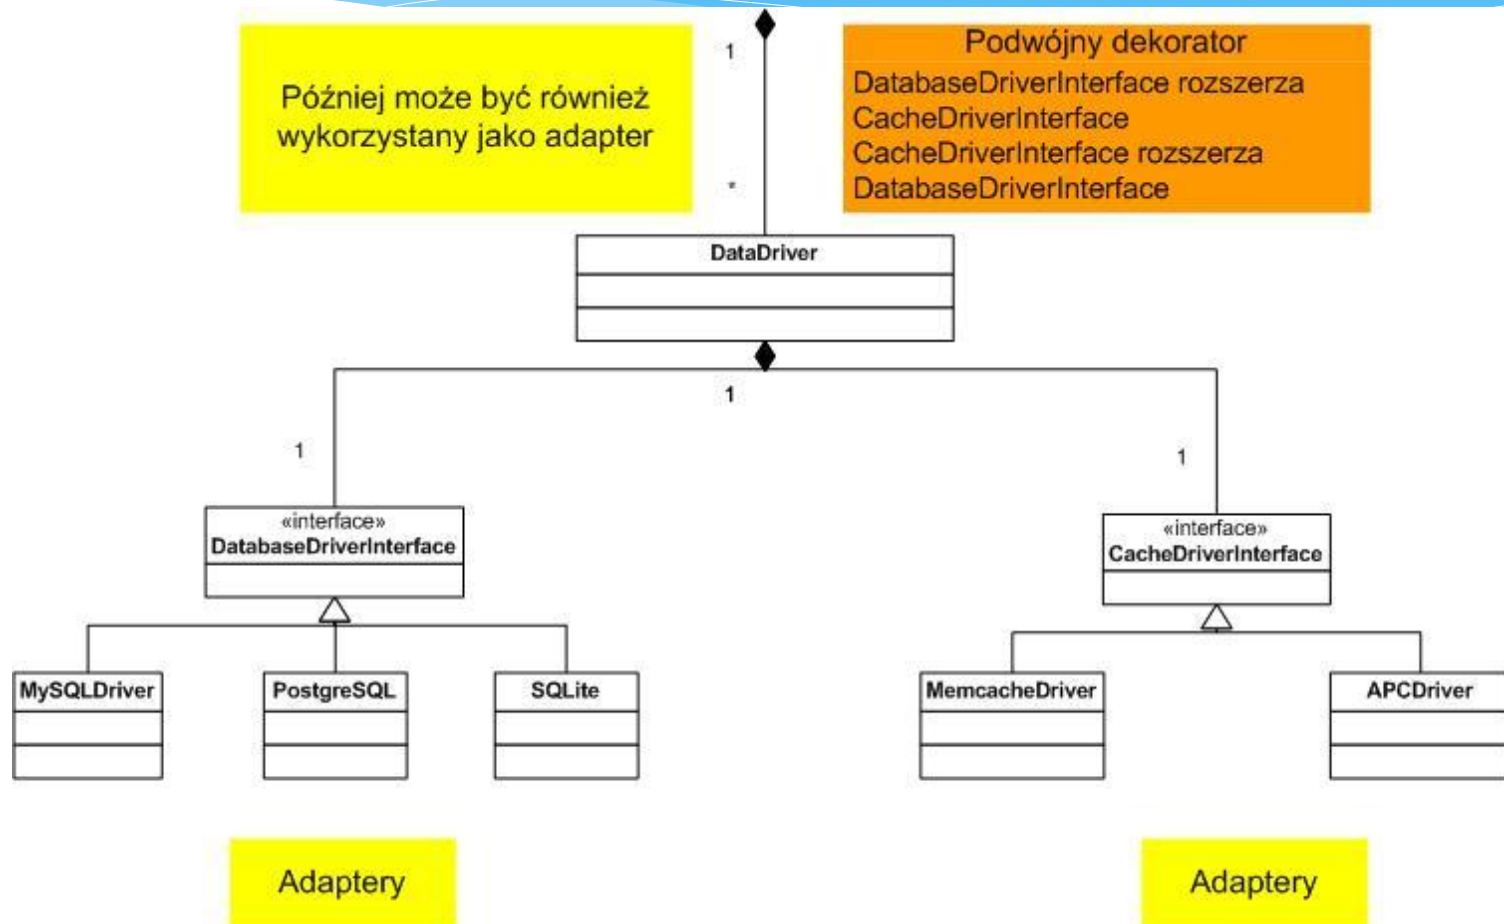 Później może być również
wykorzystany jako adapter
1
*
Podwójny dekorator
DatabaseDriverInterface rozszerza
CacheDriverInterface
CacheDriverInterface rozszerza
DatabaseDriverInterface
DataDriver
1
1
1
«interface»
DatabaseDriverInterface
«interface»
CacheDriverInterface
MySQLDriver
PostgreSQL
SQLite
MemcacheDriver
APCDriver
Adaptery
Adaptery